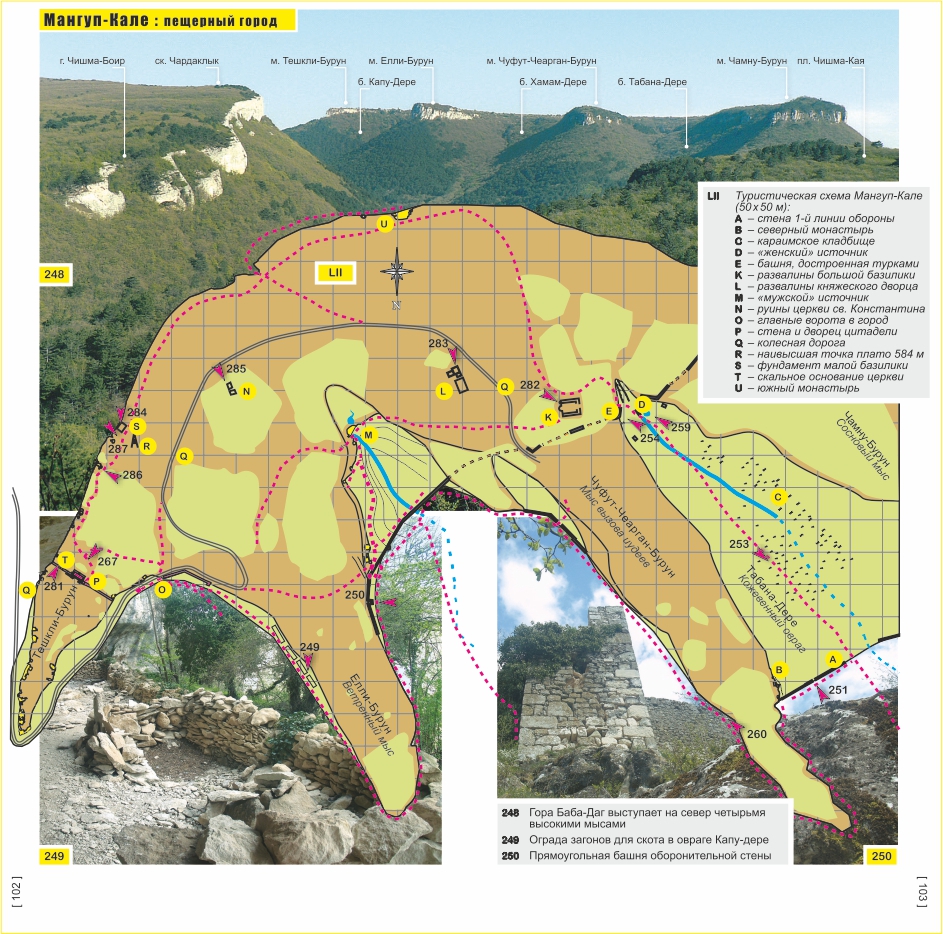 Мангуп-Кале : пещерный город
г. Чишма-Боир
ск. Чардаклык
м. Тешкли-Бурун
м. Елли-Бурун
м. Чуфут-Чеарган-Бурун
м. Чамну-Бурун
пл. Чишма-Кая
б. Капу-Дере
б. Хамам-Дере
б. Табана-Дере
LII Туристическая схема Мангуп-Кале
(50 х 50 м):
A – стена 1-й линии обороны
B – северный монастырь
C – караимское кладбище
D – «женский» источник
E – башня, достроенная турками
K – развалины большой базилики
L – развалины княжеского дворца
M – «мужской» источник
N – руины церкви св. Константина
O – главные ворота в город
P – стена и дворец цитадели
Q – колесная дорога
R – наивысшая точка плато 584 м
S – фундамент малой базилики
T – скальное основание церкви
U – южный монастырь
U
248
LII
N
283
285
N
L
Q
282
K
E
D
259
254
284
S
R
287
286
Q
M
C
Чамну-Бурун
Сосновый мыс
Чуфут-Чеарган-Бурун
Мыс вызова иудеев
253
Табана-Дере
Кожевенный овраг
T
267
281
P
Q
O
250
Тешкли-Бурун
249
Елли-Бурун
Ветренный мыс
B
A
251
260
248 Гора Баба-Даг выступает на север четырьмя
высокими мысами
249 Ограда загонов для скота в овраге Капу-дере
250 Прямоугольная башня оборонительной стены
249
250
[ 102 ]
[ 103 ]